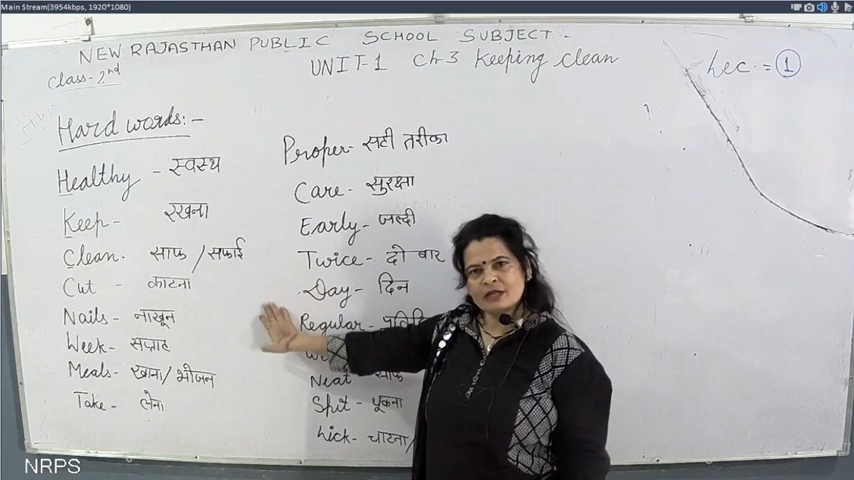 Main Stream(3954kbps, 1920*1080)
NEW RAJASTHAN PUBLIC SCHOOL SUBJECT -
Class-2nd
UNIT-1 Ch-3 Keeping clean
Lec. = 1
Hard words:-
Healthy - स्वस्थ
Keep - रखना
Clean - साफ / सफाई
Cut - काटना
Nails - नाखून
Week - सप्ताह
Meals - खाना / भोजन
Take - लेना
Proper - सही तरीका
Care - सुरक्षा
Early - जल्दी
Twice - दो बार
Day - दिन
Regular -
Neat - साफ
Spit - थूकना
Lick - चाटना /
NRPS